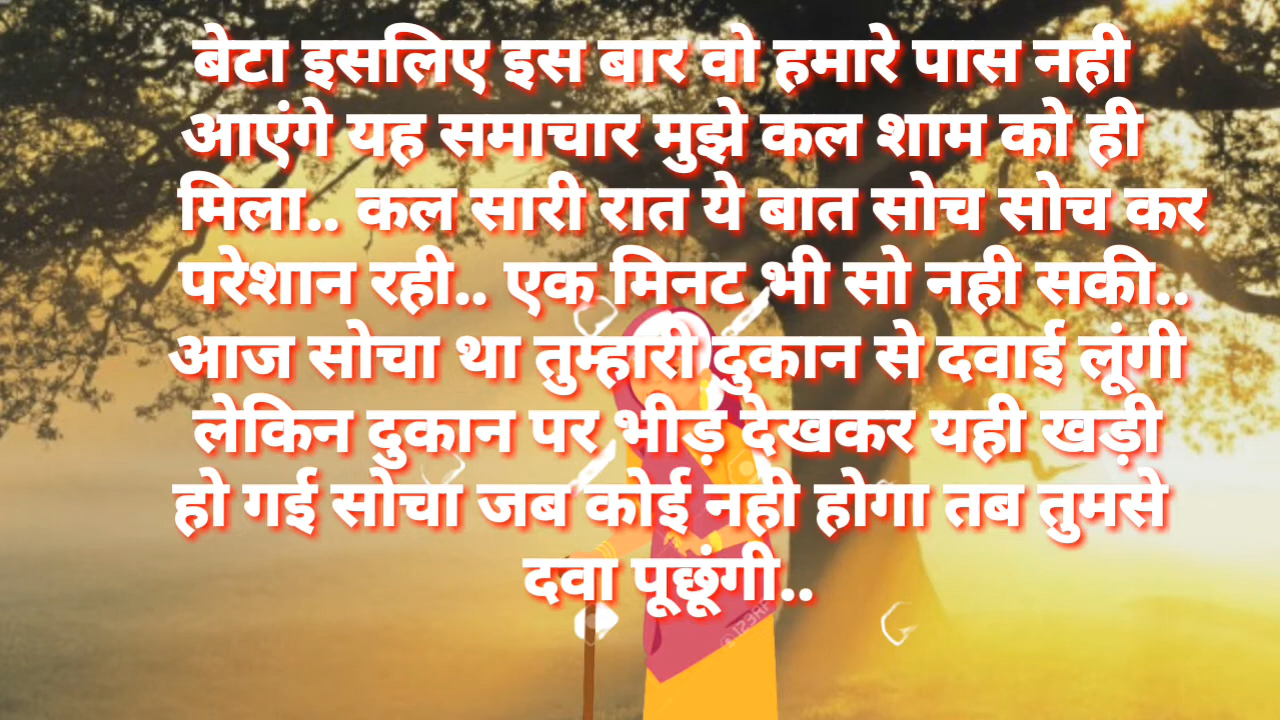 बेटा इसलिए इस बार वो हमारे पास नही
आएंगे यह समाचार मुझे कल शाम को ही
मिला.. कल सारी रात ये बात सोच सोच कर
परेशान रही.. एक मिनट भी सो नही सकी..
आज सोचा था तुम्हारी दुकान से दवाई लूंगी
लेकिन दुकान पर भीड़ देखकर यही खड़ी
हो गई सोचा जब कोई नही होगा तब तुमसे
दवा पूछूंगी..
©123RF